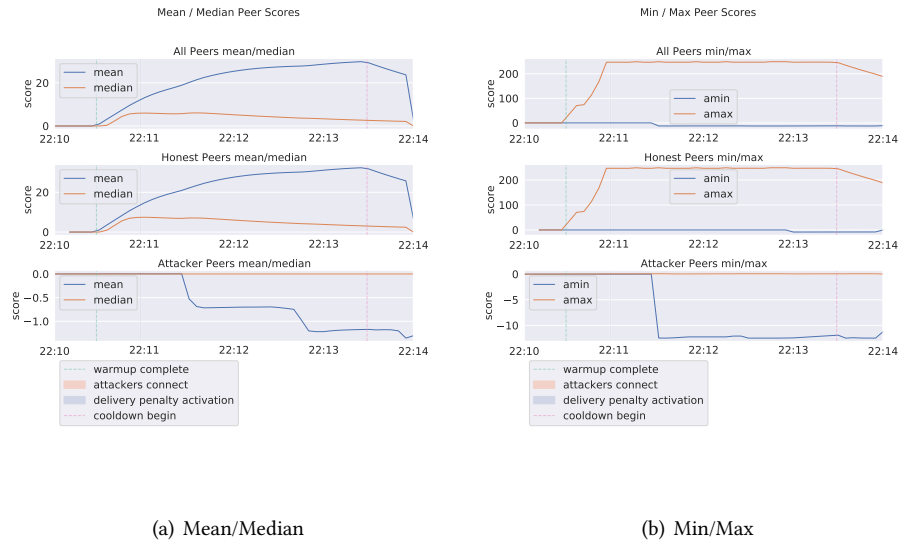 Mean / Median Peer Scores
All Peers mean/median
mean
median
score
20
0
22:10 22:11 22:12 22:13 22:14
Honest Peers mean/median
mean
median
score
20
0
22:10 22:11 22:12 22:13 22:14
Attacker Peers mean/median
mean
median
score
0.0
−0.5
−1.0
22:10 22:11 22:12 22:13 22:14
warmup complete
attackers connect
delivery penalty activation
cooldown begin
(a) Mean/Median
Min / Max Peer Scores
All Peers min/max
amin
amax
score
200
100
0
22:10 22:11 22:12 22:13 22:14
Honest Peers min/max
amin
amax
score
200
100
0
22:10 22:11 22:12 22:13 22:14
Attacker Peers min/max
amin
amax
score
0
−5
−10
22:10 22:11 22:12 22:13 22:14
warmup complete
attackers connect
delivery penalty activation
cooldown begin
(b) Min/Max